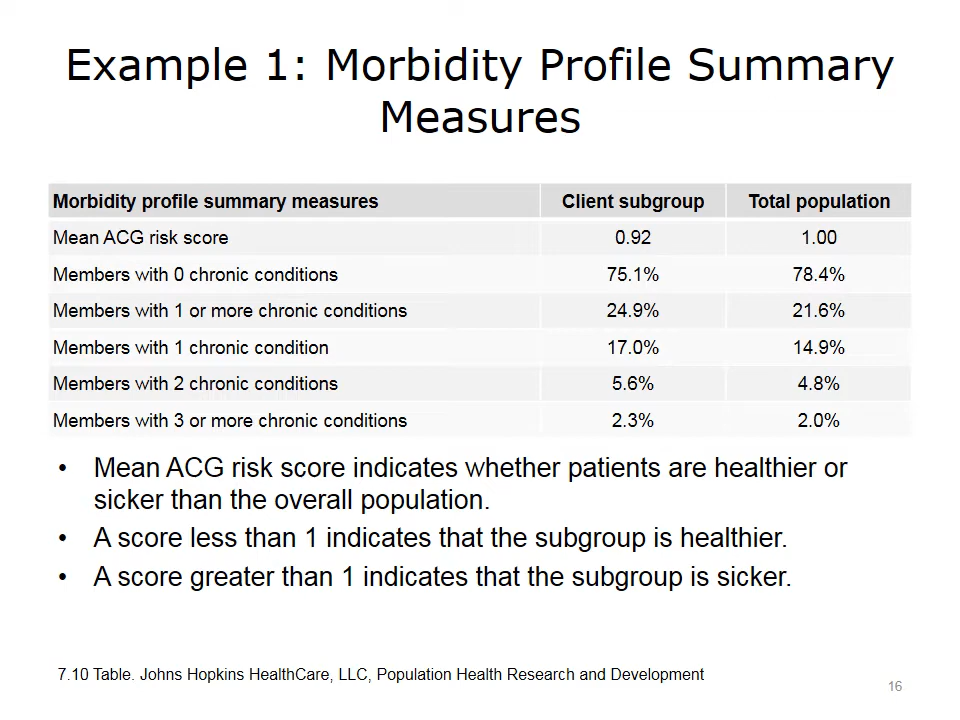 Example 1: Morbidity Profile Summary
Measures
Morbidity profile summary measures Client subgroup Total population
Mean ACG risk score 0.92 1.00
Members with 0 chronic conditions 75.1% 78.4%
Members with 1 or more chronic conditions 24.9% 21.6%
Members with 1 chronic condition 17.0% 14.9%
Members with 2 chronic conditions 5.6% 4.8%
Members with 3 or more chronic conditions 2.3% 2.0%
• Mean ACG risk score indicates whether patients are healthier or
sicker than the overall population.
• A score less than 1 indicates that the subgroup is healthier.
• A score greater than 1 indicates that the subgroup is sicker.
7.10 Table. Johns Hopkins HealthCare, LLC, Population Health Research and Development
16